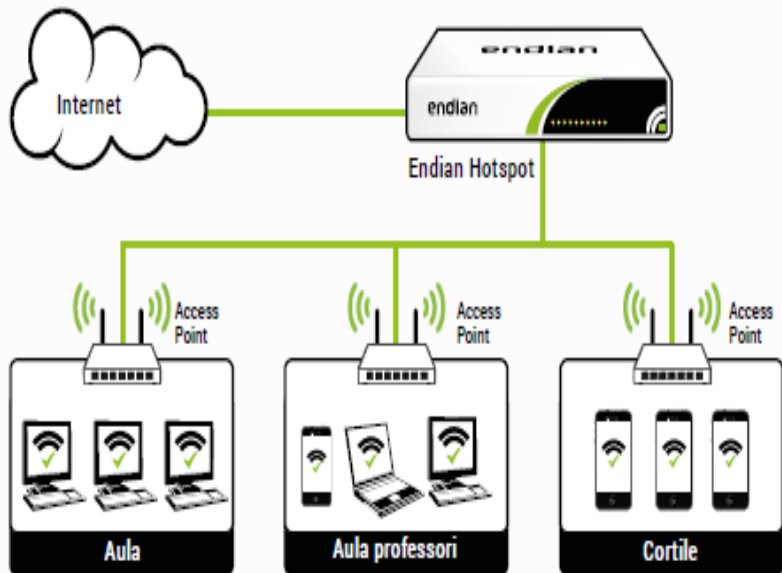 endian
Internet
endian
Endian Hotspot
Access
Point
Access
Point
Access
Point
Aula
Aula professori
Cortile